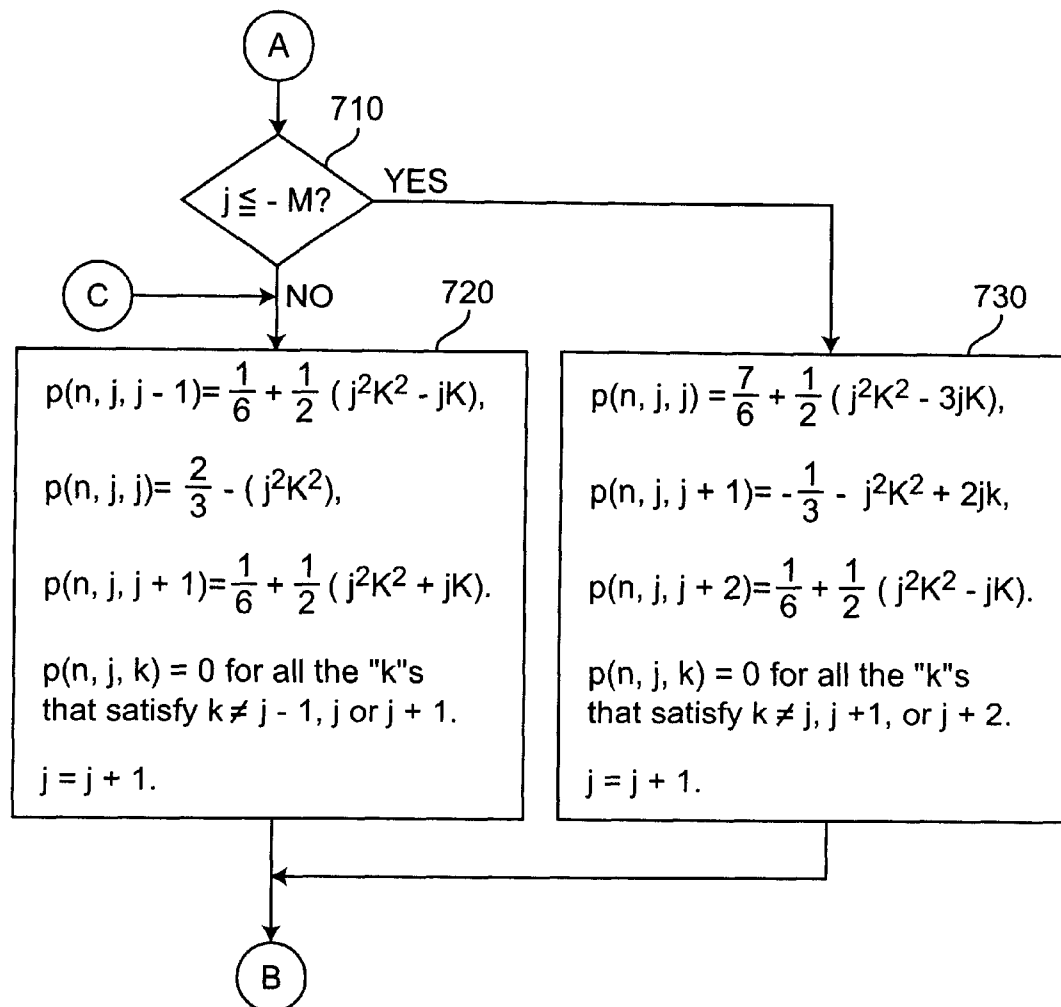 A
710
j ≦ - M?
YES
C
NO
720
p(n, j, j - 1)= 1/6 + 1/2 ( j²K² - jK),
p(n, j, j)= 2/3 - ( j²K²),
p(n, j, j + 1)= 1/6 + 1/2 ( j²K² + jK).
p(n, j, k) = 0 for all the "k"s
that satisfy k ≠ j - 1, j or j + 1.
j = j + 1.
730
p(n, j, j) = 7/6 + 1/2 ( j²K² - 3jK),
p(n, j, j + 1)= - 1/3 - j²K² + 2jk,
p(n, j, j + 2)= 1/6 + 1/2 ( j²K² - jK).
p(n, j, k) = 0 for all the "k"s
that satisfy k ≠ j, j +1, or j + 2.
j = j + 1.
B